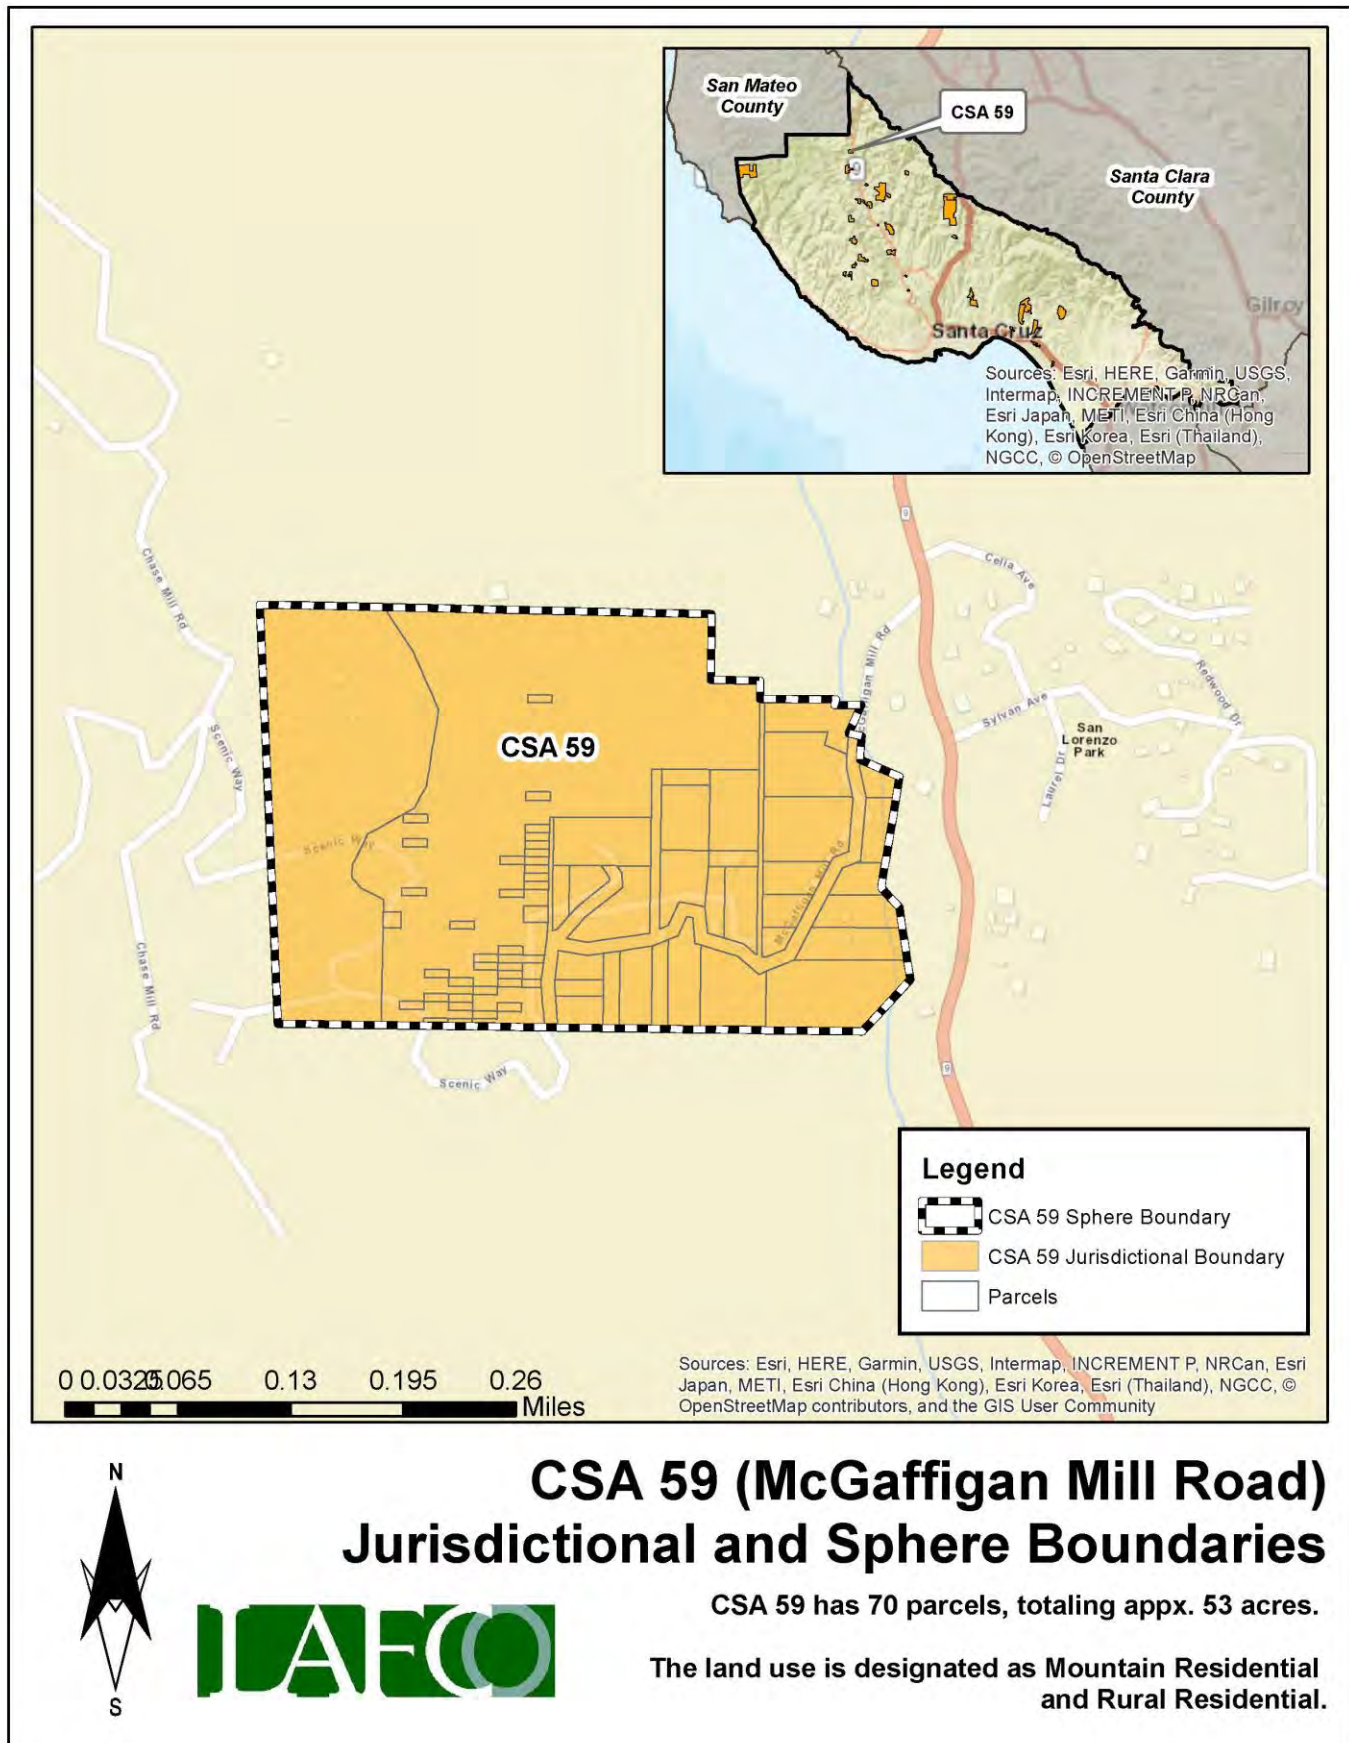 San Mateo
County
CSA 59
9
Santa Clara
County
Gilroy
Santa Cruz
Sources: Esri, HERE, Garmin, USGS,
Intermap, INCREMENT P, NRCan,
Esri Japan, METI, Esri China (Hong
Kong), Esri Korea, Esri (Thailand),
NGCC, © OpenStreetMap
9
Celia Ave
Chase Mill Rd
Mill Rd
Redwood Dr
Sylvan Ave
San
Lorenzo
Park
Laurel Dr
Scenic Way
CSA 59
Scenic Way
McGaffigan Mill Rd
Chase Mill Rd
Scenic Way
9
Legend
CSA 59 Sphere Boundary
CSA 59 Jurisdictional Boundary
Parcels
0 0.0325 0.065 0.13 0.195 0.26
Miles
Sources: Esri, HERE, Garmin, USGS, Intermap, INCREMENT P, NRCan, Esri
Japan, METI, Esri China (Hong Kong), Esri Korea, Esri (Thailand), NGCC, ©
OpenStreetMap contributors, and the GIS User Community
N
S
LAFCO
CSA 59 (McGaffigan Mill Road)
Jurisdictional and Sphere Boundaries
CSA 59 has 70 parcels, totaling appx. 53 acres.
The land use is designated as Mountain Residential
and Rural Residential.